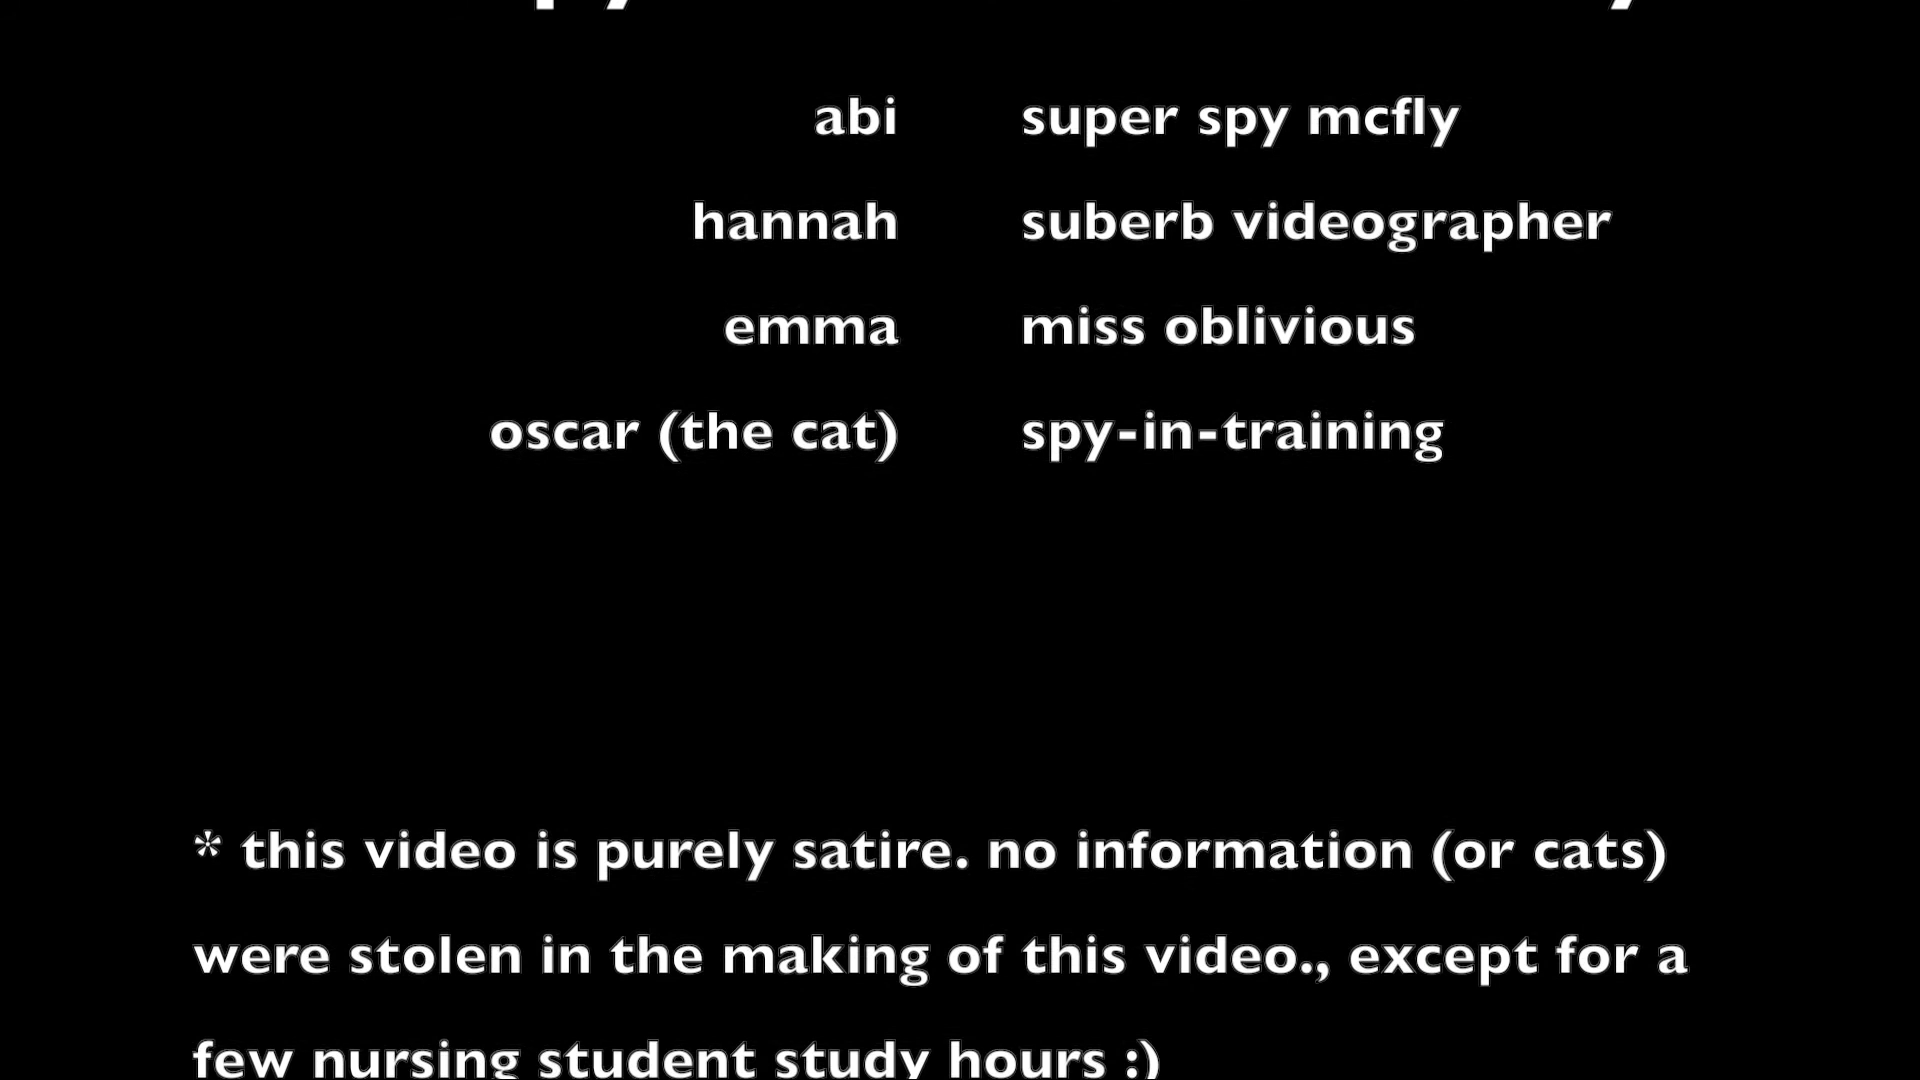 abi super spy mcfly
hannah suberb videographer
emma miss oblivious
oscar (the cat) spy-in-training
* this video is purely satire. no information (or cats)
were stolen in the making of this video., except for a
few nursing student study hours :)